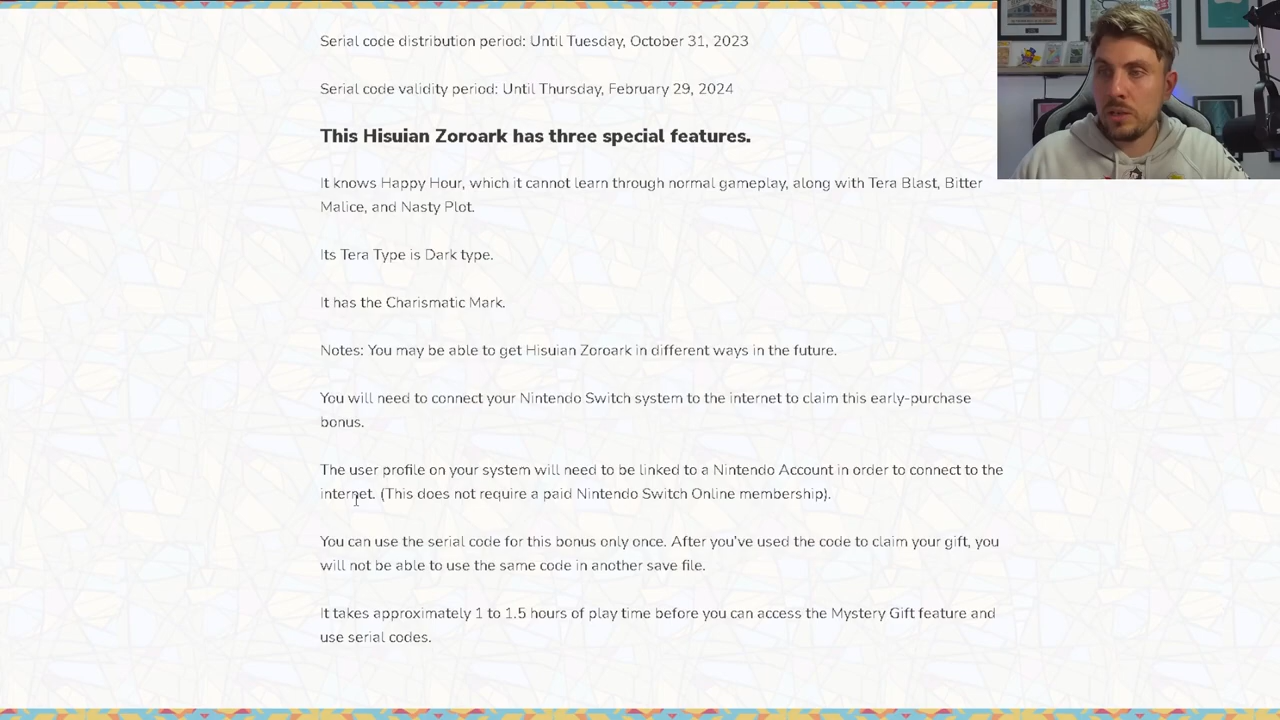 Serial code distribution period: Until Tuesday, October 31, 2023
Serial code validity period: Until Thursday, February 29, 2024
This Hisuian Zoroark has three special features.
It knows Happy Hour, which it cannot learn through normal gameplay, along with Tera Blast, Bitter
Malice, and Nasty Plot.
Its Tera Type is Dark type.
It has the Charismatic Mark.
Notes: You may be able to get Hisuian Zoroark in different ways in the future.
You will need to connect your Nintendo Switch system to the internet to claim this early-purchase
bonus.
The user profile on your system will need to be linked to a Nintendo Account in order to connect to the
internet. (This does not require a paid Nintendo Switch Online membership).
You can use the serial code for this bonus only once. After you've used the code to claim your gift, you
will not be able to use the same code in another save file.
It takes approximately 1 to 1.5 hours of play time before you can access the Mystery Gift feature and
use serial codes.